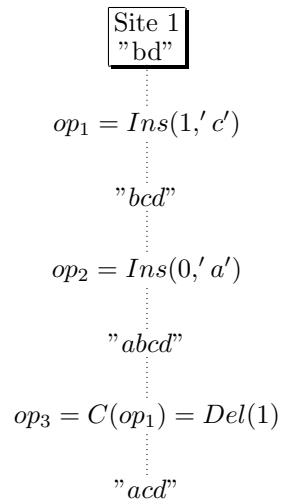 Site 1
"bd"
op₁ = Ins(1,′ c′)
"bcd"
op₂ = Ins(0,′ a′)
"abcd"
op₃ = C(op₁) = Del(1)
"acd"